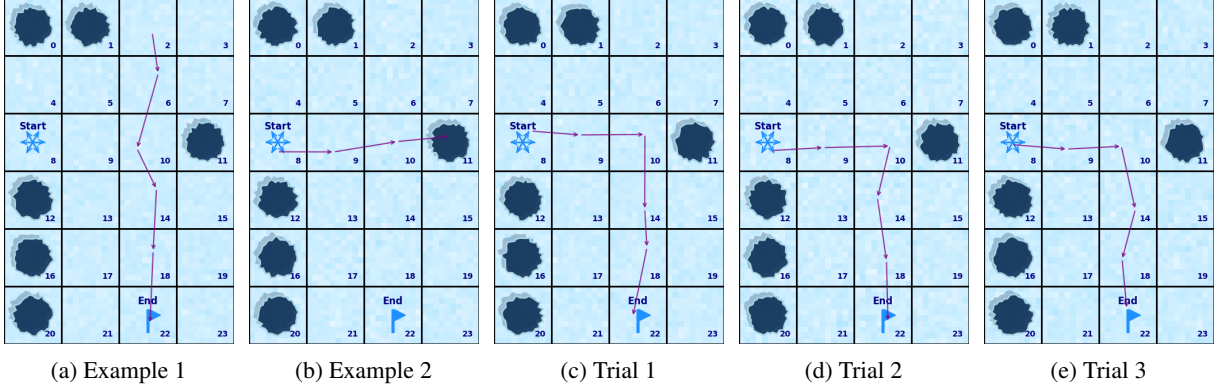 0 1 2 3
4 5 6 7
Start
8 9 10 11
12 13 14 15
16 17 18 19
End
20 21 22 23
(a) Example 1
0 1 2 3
4 5 6 7
Start
8 9 10 11
12 13 14 15
16 17 18 19
End
20 21 22 23
(b) Example 2
0 1 2 3
4 5 6 7
Start
8 9 10 11
12 13 14 15
16 17 18 19
End
20 21 22 23
(c) Trial 1
0 1 2 3
4 5 6 7
Start
8 9 10 11
12 13 14 15
16 17 18 19
End
20 21 22 23
(d) Trial 2
0 1 2 3
4 5 6 7
Start
8 9 10 11
12 13 14 15
16 17 18 19
End
20 21 22 23
(e) Trial 3